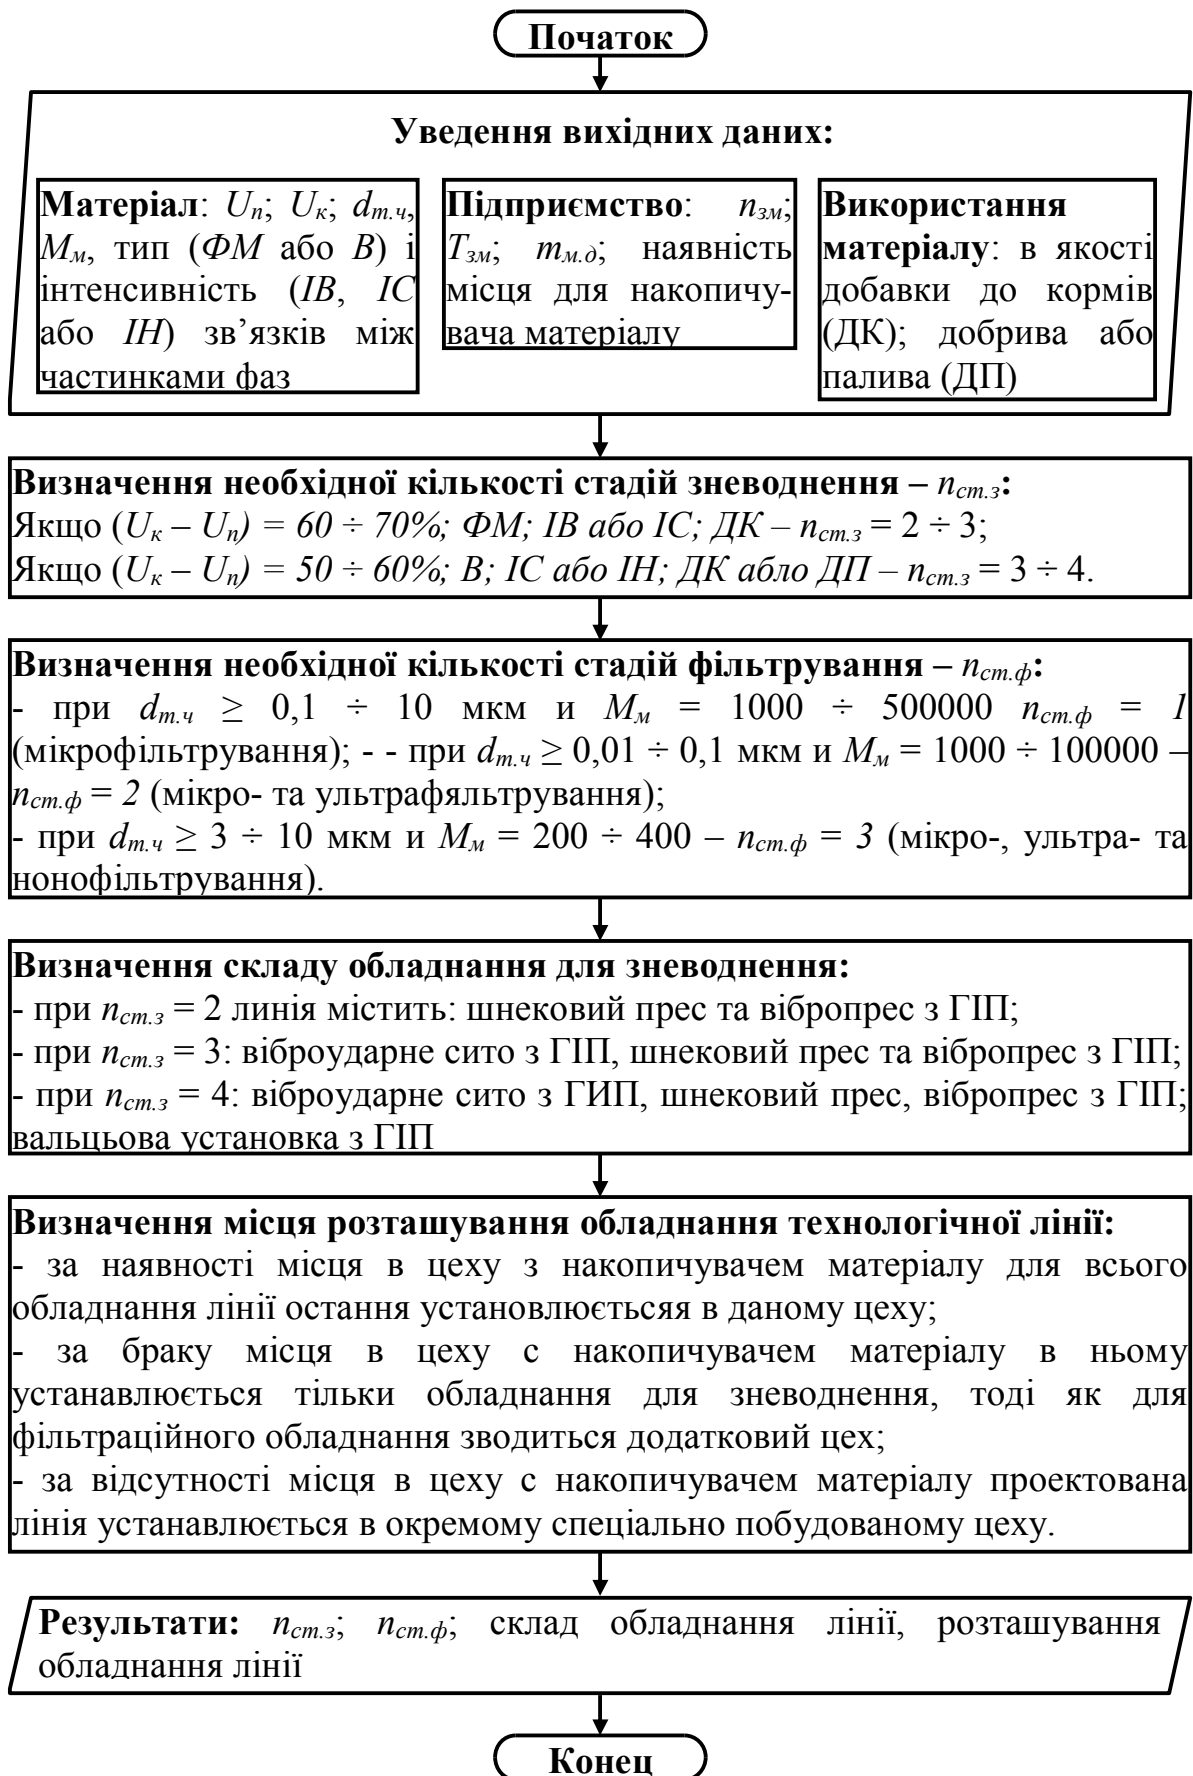 Початок
Уведення вихідних даних:
Матеріал: Uп; Uк; dт.ч,
Мм, тип (ФМ або В) і
інтенсивність (ІВ, ІС
або ІН) зв’язків між
частинками фаз
Підприємство: nзм;
Тзм; mм.д; наявність
місця для накопичу-
вача матеріалу
Використання
матеріалу: в якості
добавки до кормів
(ДК); добрива або
палива (ДП)
Визначення необхідної кількості стадій зневоднення – nст.з:
Якщо (Uк – Uп) = 60 ÷ 70%; ФМ; ІВ або ІС; ДК – nст.з = 2 ÷ 3;
Якщо (Uк – Uп) = 50 ÷ 60%; В; ІС або ІН; ДК абло ДП – nст.з = 3 ÷ 4.
Визначення необхідної кількості стадій фільтрування – nст.ф:
- при dт.ч ≥ 0,1 ÷ 10 мкм и Мм = 1000 ÷ 500000 nст.ф = 1
(мікрофільтрування); - - при dт.ч ≥ 0,01 ÷ 0,1 мкм и Мм = 1000 ÷ 100000 –
nст.ф = 2 (мікро- та ультрафяльтрування);
- при dт.ч ≥ 3 ÷ 10 мкм и Мм = 200 ÷ 400 – nст.ф = 3 (мікро-, ультра- та
нонофільтрування).
Визначення складу обладнання для зневоднення:
- при nст.з = 2 линія містить: шнековий прес та вібропрес з ГІП;
- при nст.з = 3: віброударне сито з ГІП, шнековий прес та вібропрес з ГІП;
- при nст.з = 4: віброударне сито з ГИП, шнековий прес, вібропрес з ГІП;
вальцьова установка з ГІП
Визначення місця розташування обладнання технологічної лінії:
- за наявності місця в цеху з накопичувачем матеріалу для всього
обладнання лінії остання установлюєтьсяя в даному цеху;
- за браку місця в цеху с накопичувачем матеріалу в ньому
устанавлюється тільки обладнання для зневоднення, тоді як для
фільтраційного обладнання зводиться додатковий цех;
- за відсутності місця в цеху с накопичувачем матеріалу проектована
лінія устанавлюється в окремому спеціально побудованому цеху.
Результати: nст.з; nст.ф; склад обладнання лінії, розташування
обладнання лінії
Конец